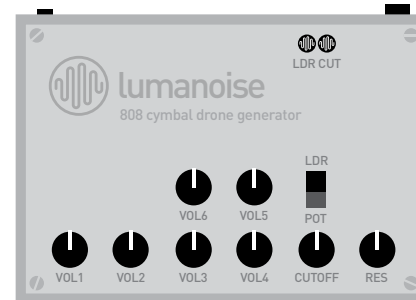 LDR CUT
lumanoise
808 cymbal drone generator
LDR
VOL6 VOL5
POT
VOL1 VOL2 VOL3 VOL4 CUTOFF RES